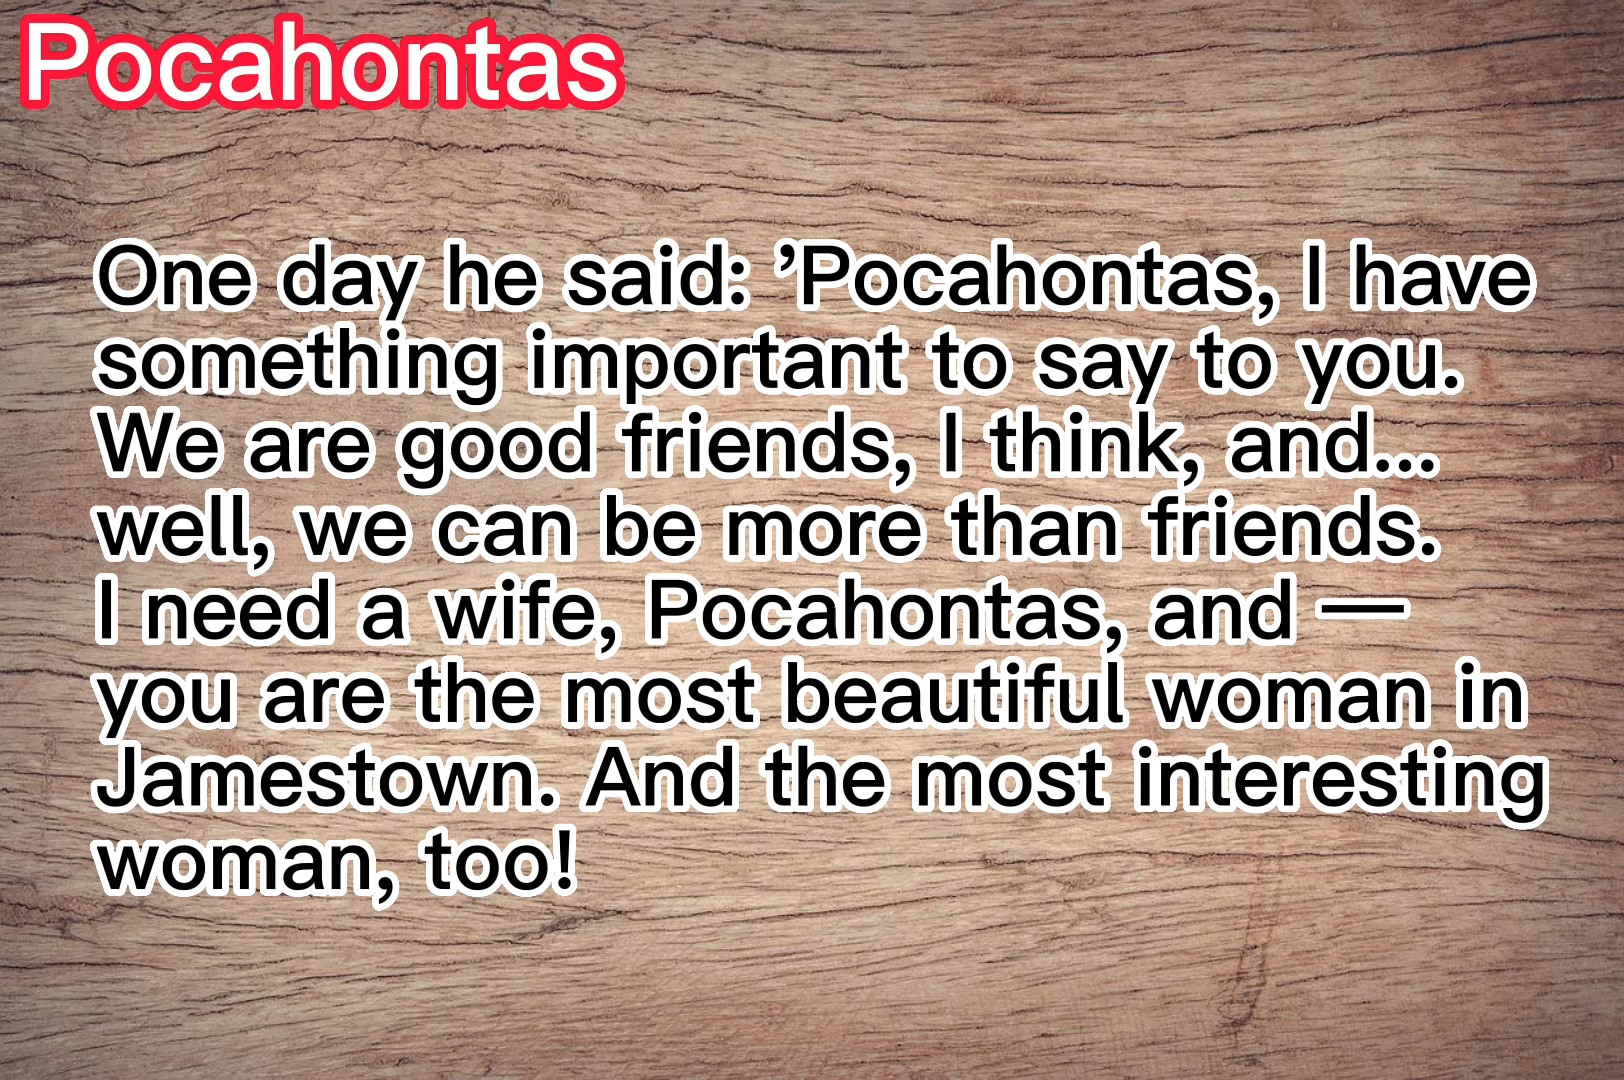 Pocahontas
One day he said: ’Pocahontas, I have
something important to say to you.
We are good friends, I think, and...
well, we can be more than friends.
I need a wife, Pocahontas, and —
you are the most beautiful woman in
Jamestown. And the most interesting
woman, too!